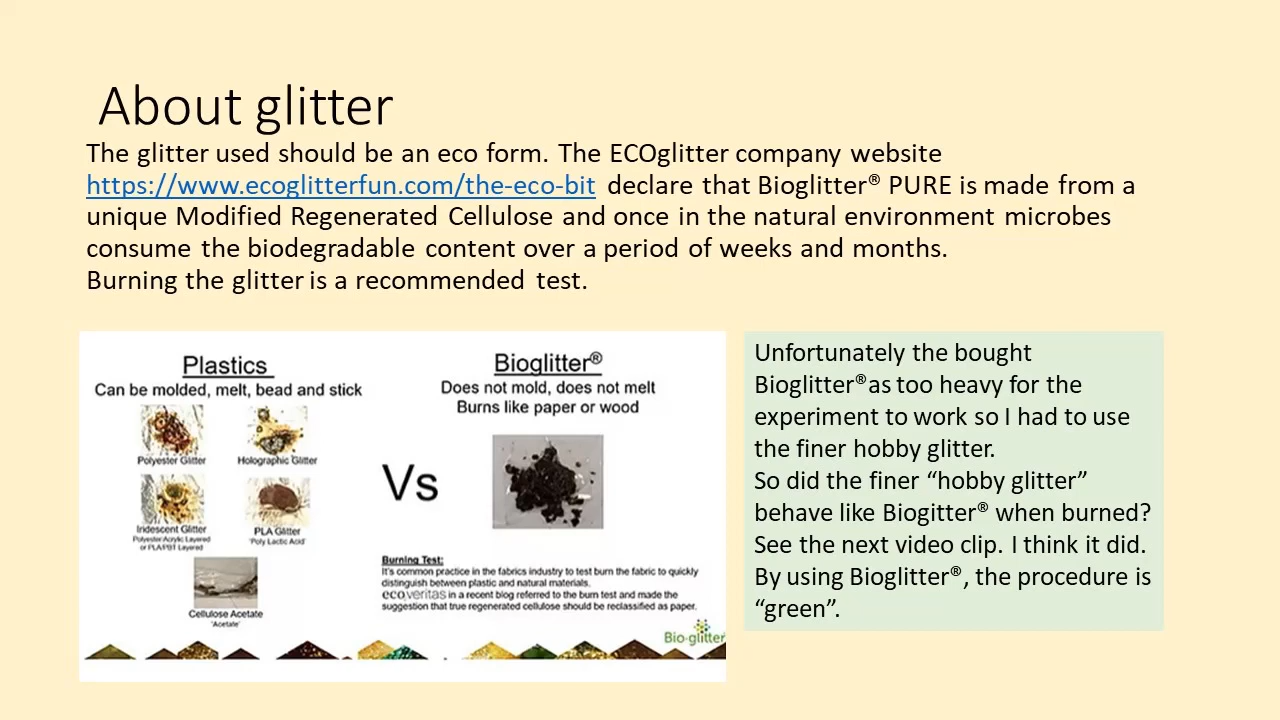 About glitter
The glitter used should be an eco form. The ECOglitter company website
https://www.ecoglitterfun.com/the-eco-bit declare that Bioglitter® PURE is made from a
unique Modified Regenerated Cellulose and once in the natural environment microbes
consume the biodegradable content over a period of weeks and months.
Burning the glitter is a recommended test.
Plastics
Can be molded, melt, bead and stick
Polyester Glitter
Holographic Glitter
Iridescent Glitter
Polyester Acrylic Layered
or PLA/PBT Layered
PLA Glitter
'Poly Lactic Acid'
Cellulose Acetate
'Acetate'
Vs
Bioglitter®
Does not mold, does not melt
Burns like paper or wood
Burning Test:
It's common practice in the fabrics industry to test burn the fabric to quickly
distinguish between plastic and natural materials.
ecoveritas in a recent blog referred to the burn test and made the
suggestion that true regenerated cellulose should be reclassified as paper.
Bio-glitter
Unfortunately the bought
Bioglitter®as too heavy for the
experiment to work so I had to use
the finer hobby glitter.
So did the finer “hobby glitter”
behave like Biogitter® when burned?
See the next video clip. I think it did.
By using Bioglitter®, the procedure is
“green”.